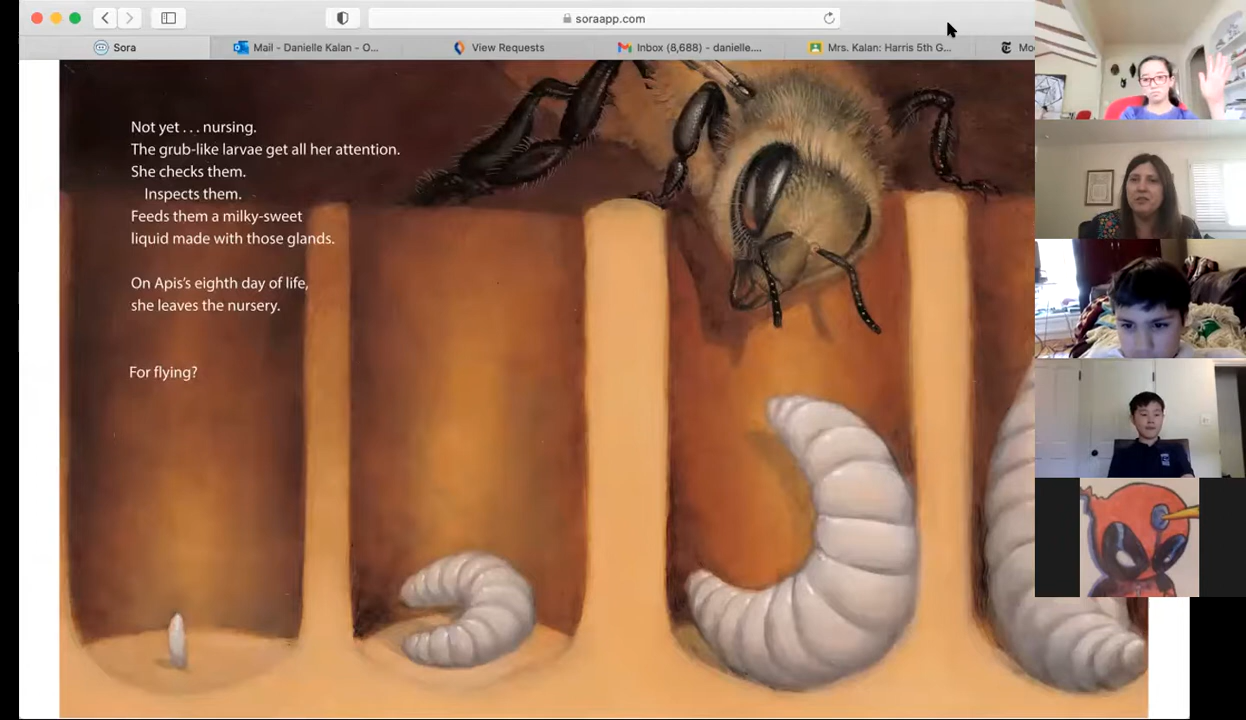 soraapp.com
Sora
Mail - Danielle Kalan - O...
View Requests
Inbox (8,688) - danielle....
Mrs. Kalan: Harris 5th G...
Mo
Not yet . . . nursing.
The grub-like larvae get all her attention.
She checks them.
Inspects them.
Feeds them a milky-sweet
liquid made with those glands.
On Apis's eighth day of life,
she leaves the nursery.
For flying?